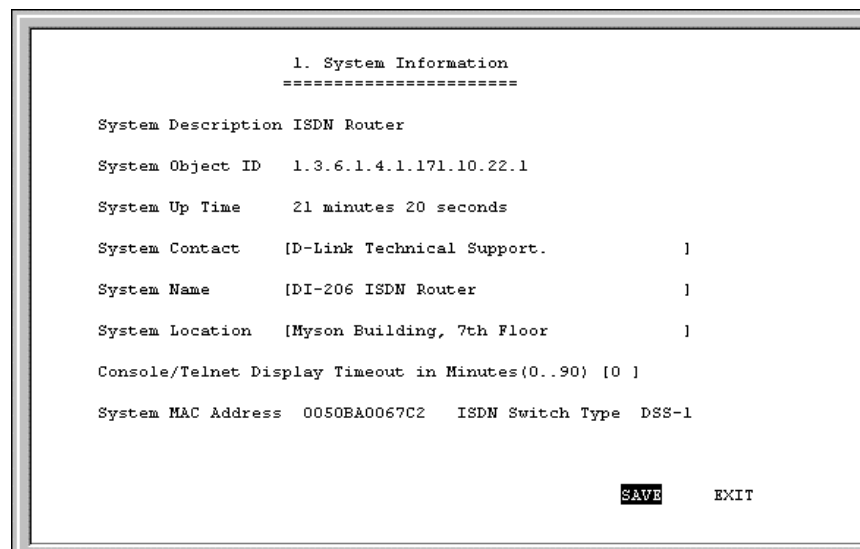 1. System Information
=======================
System Description ISDN Router
System Object ID 1.3.6.1.4.1.171.10.22.1
System Up Time 21 minutes 20 seconds
System Contact [D-Link Technical Support. ]
System Name [DI-206 ISDN Router ]
System Location [Myson Building, 7th Floor ]
Console/Telnet Display Timeout in Minutes(0..90) [0 ]
System MAC Address 0050BA0067C2 ISDN Switch Type DSS-1
SAVE EXIT